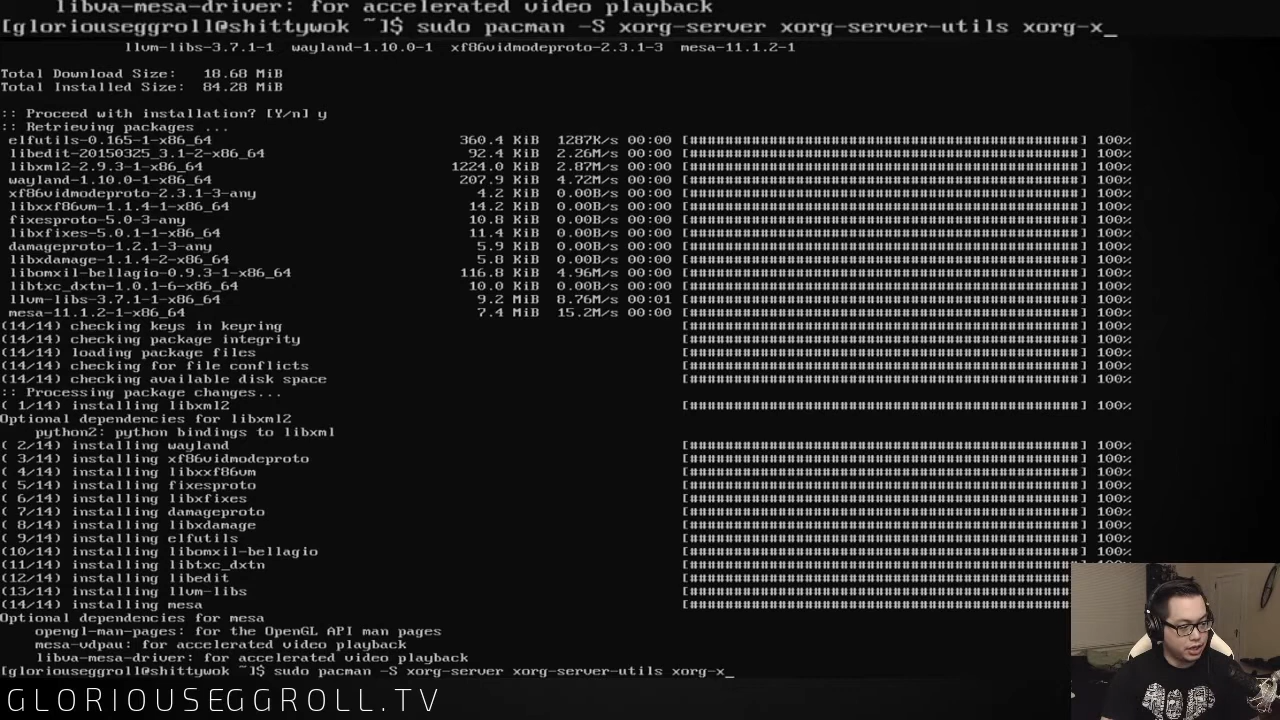 libva-mesa-driver: for accelerated video playback
[gloriouseggroll@shittywok ~]$ sudo pacman -S xorg-server xorg-server-utils xorg-x_
llvm-libs-3.7.1-1  wayland-1.10.0-1  xf86vidmodeproto-2.3.1-3  mesa-11.1.2-1
Total Download Size:   18.68 MiB
Total Installed Size:  84.28 MiB
:: Proceed with installation? [Y/n] y
:: Retrieving packages ...
elfutils-0.165-1-x86_64 360.4 KiB 1287K/s 00:00 [######################################] 100%
libedit-20150325_3.1-2-x86_64 92.4 KiB 2.26M/s 00:00 [######################################] 100%
libxml2-2.9.3-1-x86_64 1224.0 KiB 2.87M/s 00:00 [######################################] 100%
wayland-1.10.0-1-x86_64 207.9 KiB 4.72M/s 00:00 [######################################] 100%
xf86vidmodeproto-2.3.1-3-any 4.2 KiB 0.00B/s 00:00 [######################################] 100%
libxxf86vm-1.1.4-1-x86_64 14.2 KiB 0.00B/s 00:00 [######################################] 100%
fixesproto-5.0-3-any 10.8 KiB 0.00B/s 00:00 [######################################] 100%
libxfixes-5.0.1-1-x86_64 11.4 KiB 0.00B/s 00:00 [######################################] 100%
damageproto-1.2.1-3-any 5.9 KiB 0.00B/s 00:00 [######################################] 100%
libxdamage-1.1.4-2-x86_64 5.8 KiB 0.00B/s 00:00 [######################################] 100%
libomxil-bellagio-0.9.3-1-x86_64 116.8 KiB 4.96M/s 00:00 [######################################] 100%
libtxc_dxtn-1.0.1-6-x86_64 10.0 KiB 0.00B/s 00:00 [######################################] 100%
llvm-libs-3.7.1-1-x86_64 9.2 MiB 8.76M/s 00:01 [######################################] 100%
mesa-11.1.2-1-x86_64 7.4 MiB 15.2M/s 00:00 [######################################] 100%
(14/14) checking keys in keyring [######################################] 100%
(14/14) checking package integrity [######################################] 100%
(14/14) loading package files [######################################] 100%
(14/14) checking for file conflicts [######################################] 100%
(14/14) checking available disk space [######################################] 100%
:: Processing package changes...
( 1/14) installing libxml2 [######################################] 100%
Optional dependencies for libxml2
python2: python bindings to libxml
( 2/14) installing wayland [######################################] 100%
( 3/14) installing xf86vidmodeproto [######################################] 100%
( 4/14) installing libxxf86vm [######################################] 100%
( 5/14) installing fixesproto [######################################] 100%
( 6/14) installing libxfixes [######################################] 100%
( 7/14) installing damageproto [######################################] 100%
( 8/14) installing libxdamage [######################################] 100%
( 9/14) installing elfutils [######################################] 100%
(10/14) installing libomxil-bellagio [######################################] 100%
(11/14) installing libtxc_dxtn [######################################] 100%
(12/14) installing libedit [######################################]
(13/14) installing llvm-libs [######################################]
(14/14) installing mesa [######################################]
Optional dependencies for mesa
opengl-man-pages: for the OpenGL API man pages
mesa-vdpau: for accelerated video playback
libva-mesa-driver: for accelerated video playback
[gloriouseggroll@shittywok ~]$ sudo pacman -S xorg-server xorg-server-utils xorg-x_
GLORIOUSEGGROLL.TV